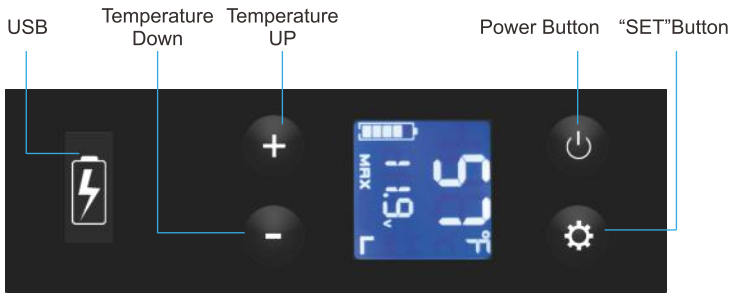 USB
Temperature
Down
Temperature
UP
Power Button
“SET”Button
+
-
57°F
11.9v
MAX
L